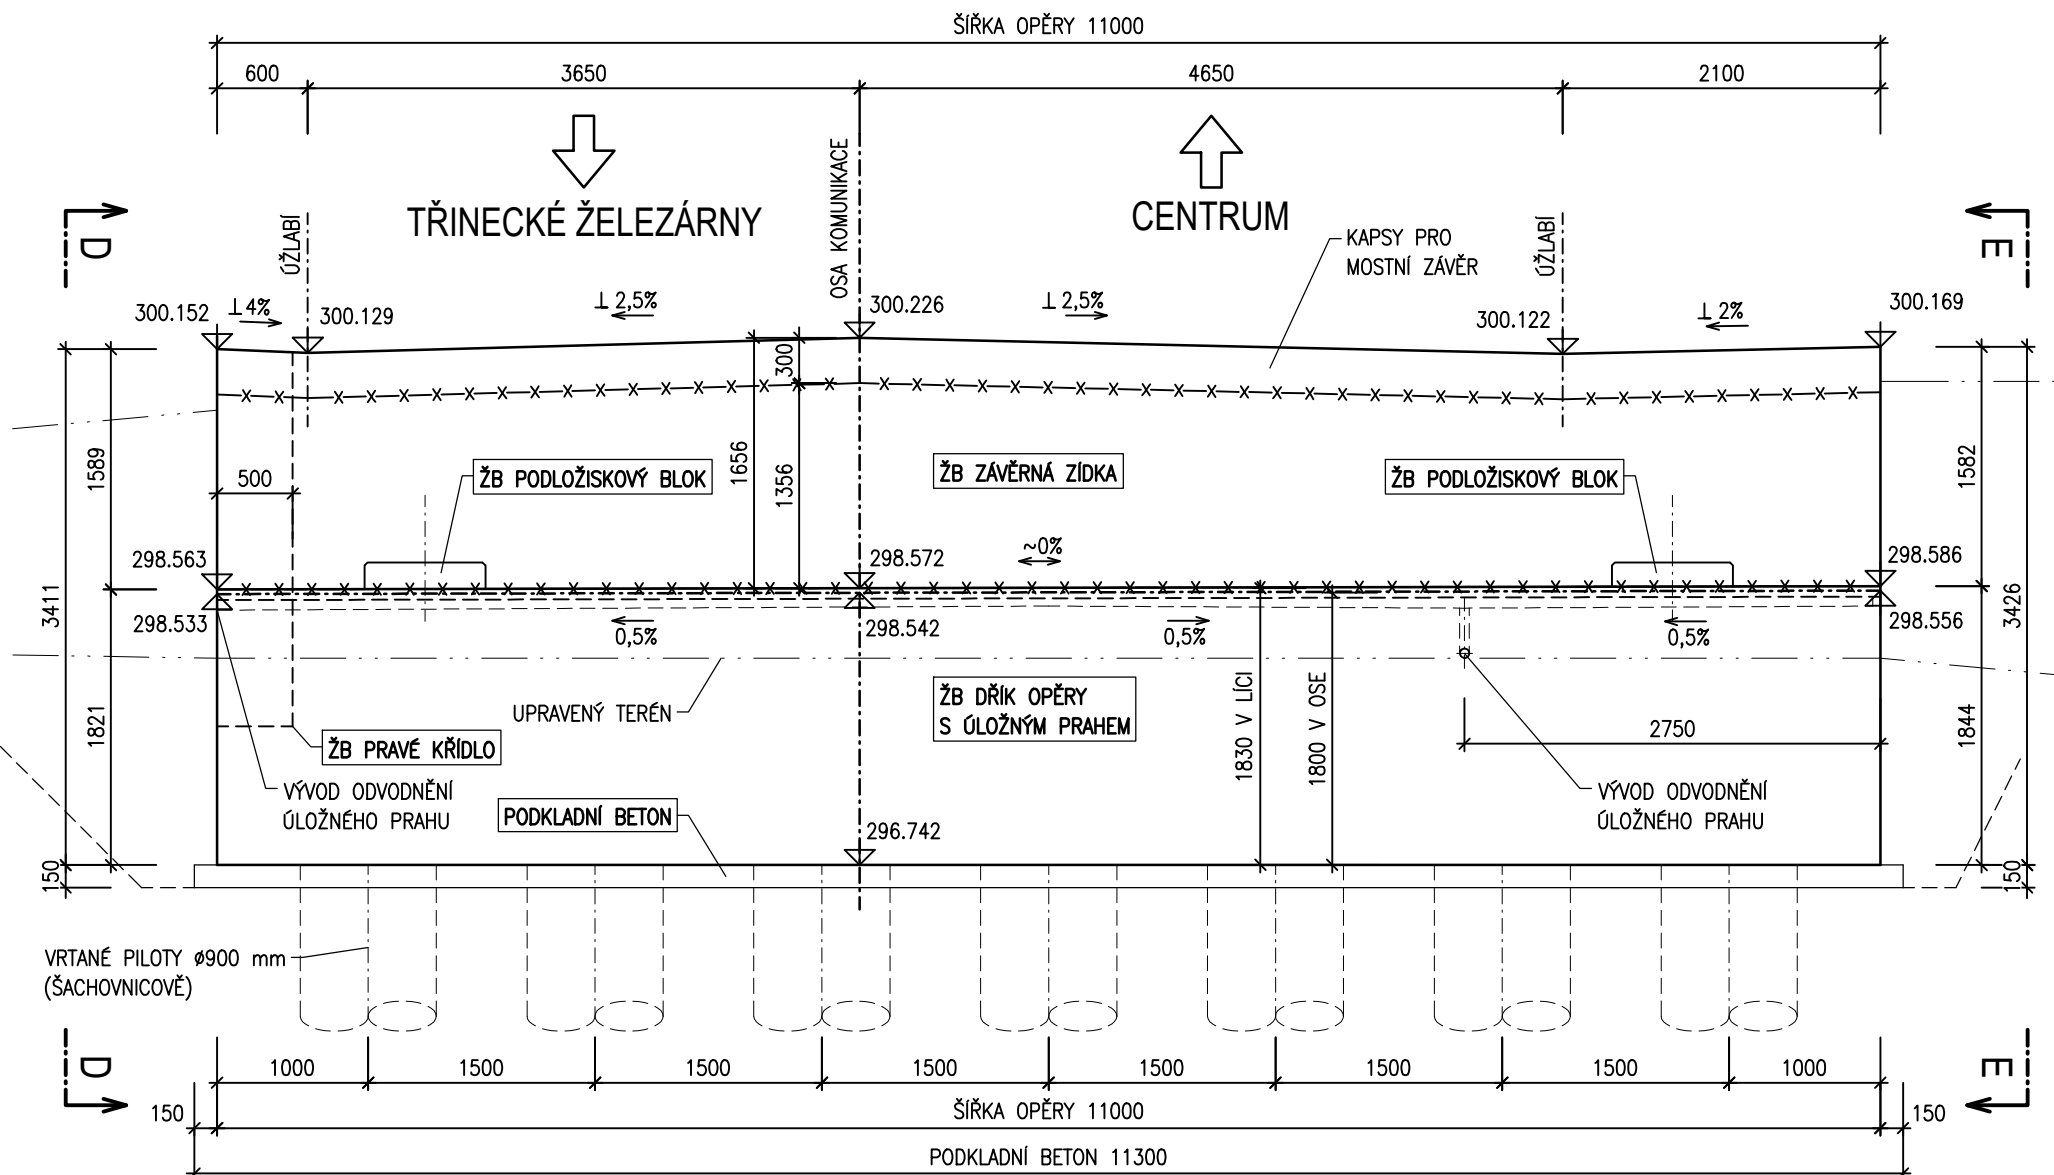 ŠÍŘKA OPĚRY 11000
600
3650
4650
2100
OSA KOMUNIKACE
TŘINECKÉ ŽELEZÁRNY
CENTRUM
D
E
ÚŽLABÍ
ÚŽLABÍ
KAPSY PRO
MOSTNÍ ZÁVĚR
300.152
⊥4%
300.129
⊥ 2,5%
300.226
⊥ 2,5%
300.122
⊥ 2%
300.169
300
1589
1656
1356
1582
500
ŽB PODLOŽISKOVÝ BLOK
ŽB ZÁVĚRNÁ ZÍDKA
ŽB PODLOŽISKOVÝ BLOK
298.563
298.572
~0%
298.586
3411
3426
298.533
0,5%
298.542
0,5%
0,5%
298.556
1821
UPRAVENÝ TERÉN
ŽB DŘÍK OPĚRY
S ÚLOŽNÝM PRAHEM
1830 V LÍCI
1800 V OSE
2750
1844
ŽB PRAVÉ KŘÍDLO
VÝVOD ODVODNĚNÍ
ÚLOŽNÉHO PRAHU
PODKLADNÍ BETON
296.742
VÝVOD ODVODNĚNÍ
ÚLOŽNÉHO PRAHU
150
150
VRTANÉ PILOTY ø900 mm
(ŠACHOVNICOVĚ)
D
E
1000
1500
1500
1500
1500
1500
1500
1000
150
ŠÍŘKA OPĚRY 11000
150
PODKLADNÍ BETON 11300